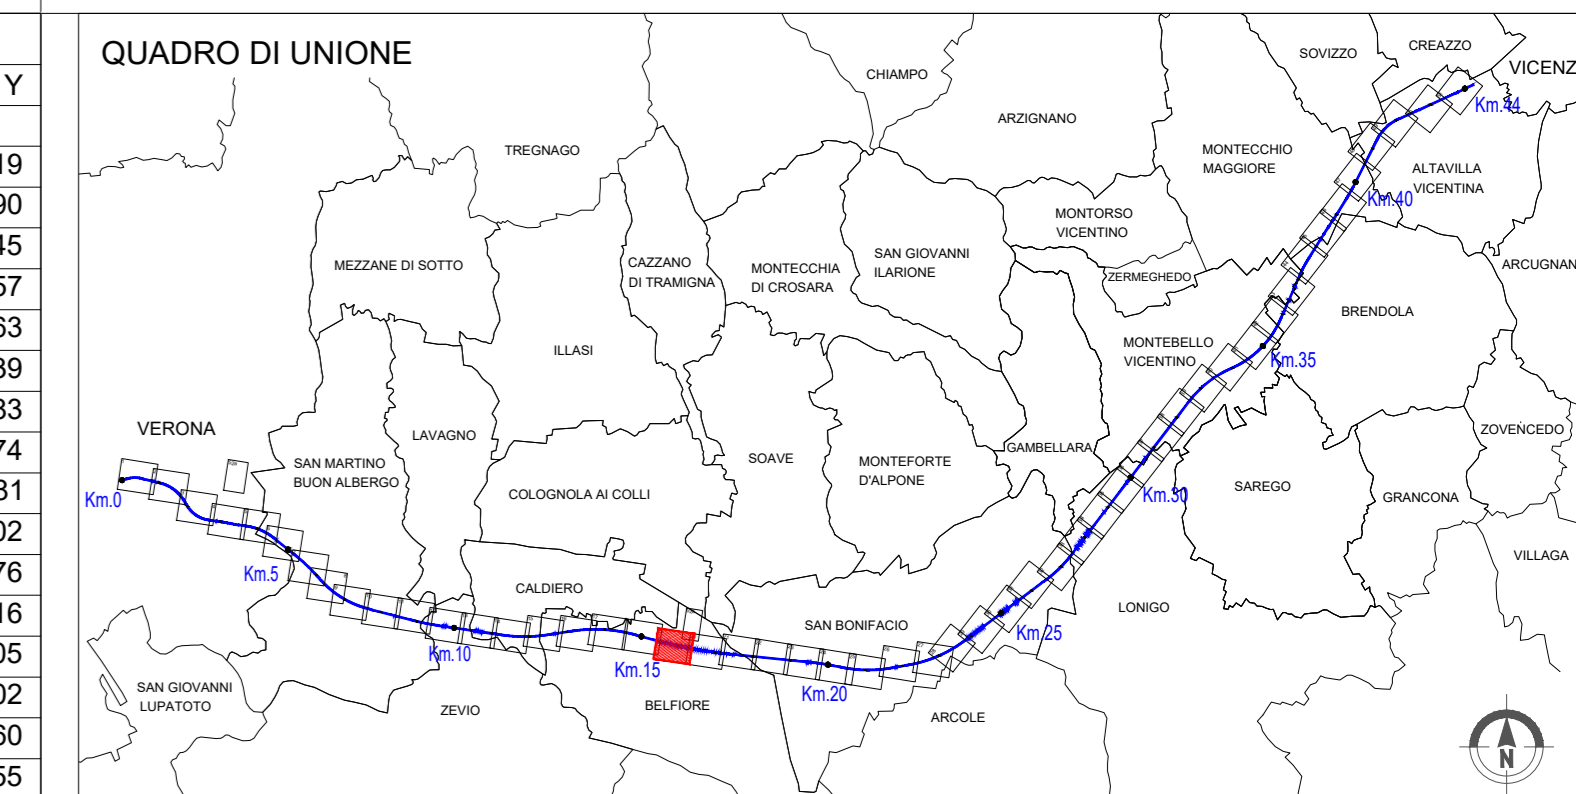 QUADRO DI UNIONE
Y
19
90
45
57
63
39
33
74
31
02
76
16
05
02
60
55
CREAZZO
SOVIZZO
VICENZ
CHIAMPO
Km.44
ARZIGNANO
TREGNAGO
MONTECCHIO
MAGGIORE
ALTAVILLA
VICENTINA
Km.40
MONTORSO
VICENTINO
SAN GIOVANNI
ILARIONE
MEZZANE DI SOTTO
CAZZANO
DI TRAMIGNA
MONTECCHIA
DI CROSARA
ARCUGNAN
ZERMEGHEDO
BRENDOLA
ILLASI
MONTEBELLO
VICENTINO
Km.35
VERONA
LAVAGNO
ZOVENCEDO
GAMBELLARA
SOAVE
MONTEFORTE
D'ALPONE
SAN MARTINO
BUON ALBERGO
COLOGNOLA AI COLLI
SAREGO
GRANCONA
Km.0
Km.30
VILLAGA
Km.5
CALDIERO
LONIGO
SAN BONIFACIO
Km.25
Km.10
Km.15
SAN GIOVANNI
LUPATOTO
Km.20
BELFIORE
ZEVIO
ARCOLE
N